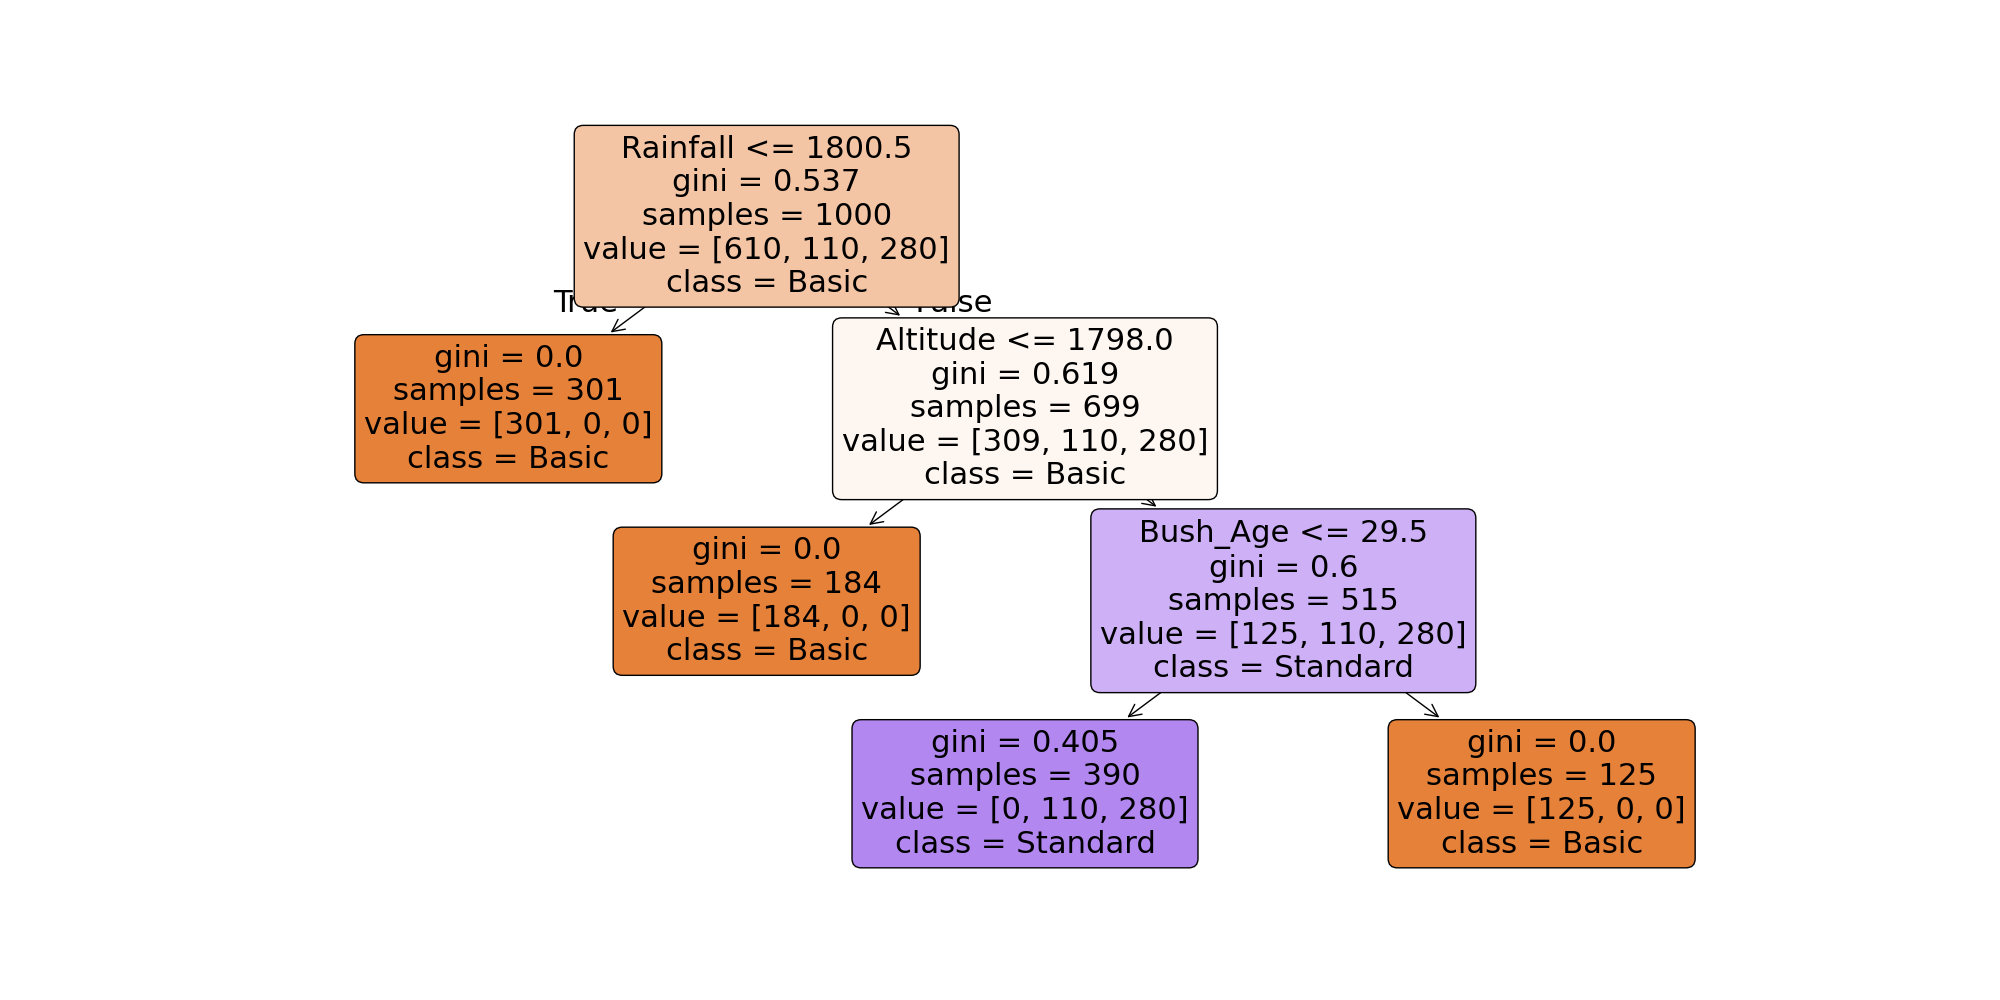 Rainfall <= 1800.5
gini = 0.537
samples = 1000
value = [610, 110, 280]
class = Basic
True
False
gini = 0.0
samples = 301
value = [301, 0, 0]
class = Basic
Altitude <= 1798.0
gini = 0.619
samples = 699
value = [309, 110, 280]
class = Basic
gini = 0.0
samples = 184
value = [184, 0, 0]
class = Basic
Bush_Age <= 29.5
gini = 0.6
samples = 515
value = [125, 110, 280]
class = Standard
gini = 0.405
samples = 390
value = [0, 110, 280]
class = Standard
gini = 0.0
samples = 125
value = [125, 0, 0]
class = Basic